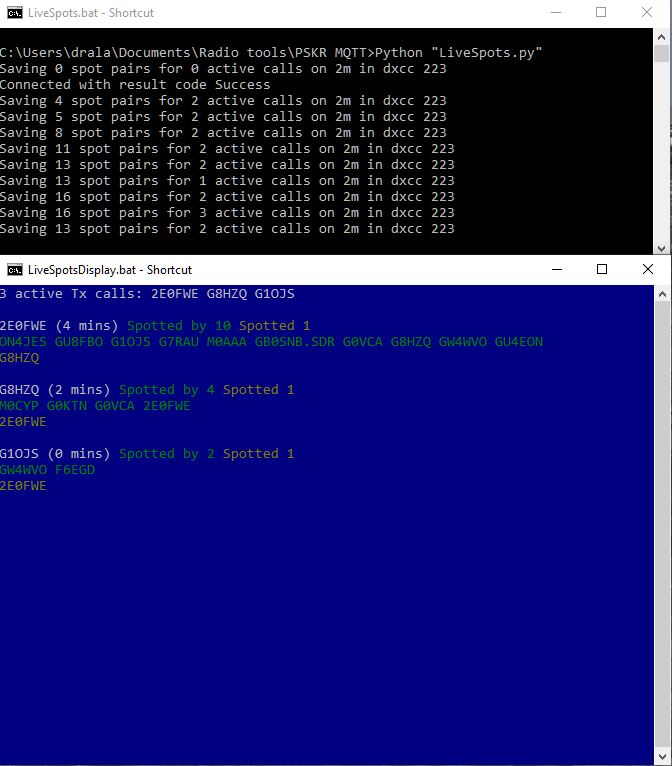 LiveSpots.bat - Shortcut
C:\Users\drala\Documents\Radio tools\PSKR MQTT>Python "LiveSpots.py"
Saving 0 spot pairs for 0 active calls on 2m in dxcc 223
Connected with result code Success
Saving 4 spot pairs for 2 active calls on 2m in dxcc 223
Saving 5 spot pairs for 2 active calls on 2m in dxcc 223
Saving 8 spot pairs for 2 active calls on 2m in dxcc 223
Saving 11 spot pairs for 2 active calls on 2m in dxcc 223
Saving 13 spot pairs for 2 active calls on 2m in dxcc 223
Saving 13 spot pairs for 1 active calls on 2m in dxcc 223
Saving 16 spot pairs for 2 active calls on 2m in dxcc 223
Saving 16 spot pairs for 3 active calls on 2m in dxcc 223
Saving 13 spot pairs for 2 active calls on 2m in dxcc 223
LiveSpotsDisplay.bat - Shortcut
3 active Tx calls: 2E0FWE G8HZQ G1OJS
2E0FWE (4 mins) Spotted by 10 Spotted 1
ON4JES GU8FBO G1OJS G7RAU M0AAA GB0SNB.SDR G0VCA G8HZQ GW4WVO GU4EON
G8HZQ
G8HZQ (2 mins) Spotted by 4 Spotted 1
M0CYP G0KTN G0VCA 2E0FWE
2E0FWE
G1OJS (0 mins) Spotted by 2 Spotted 1
GW4WVO F6EGD
2E0FWE